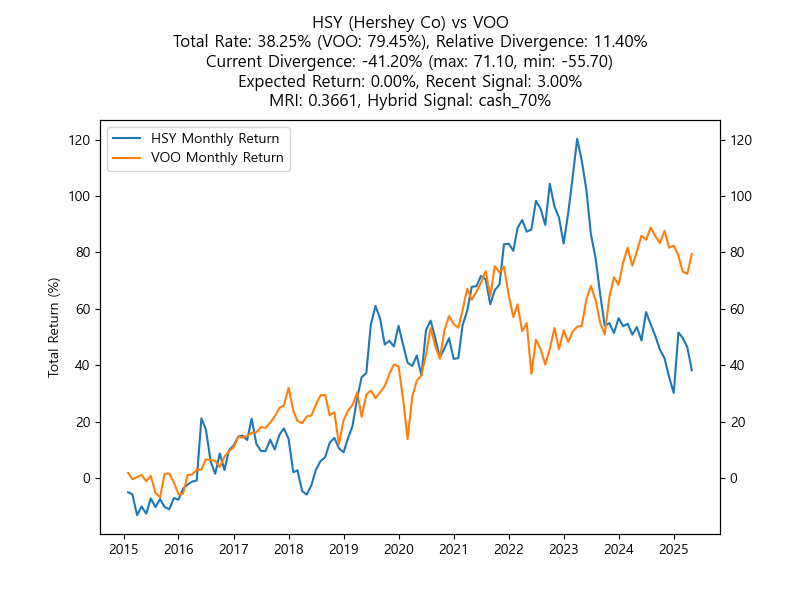 HSY (Hershey Co) vs VOO
Total Rate: 38.25% (VOO: 79.45%), Relative Divergence: 11.40%
Current Divergence: -41.20% (max: 71.10, min: -55.70)
Expected Return: 0.00%, Recent Signal: 3.00%
MRI: 0.3661, Hybrid Signal: cash_70%
HSY Monthly Return
VOO Monthly Return
Total Return (%)
120 120
100 100
80 80
60 60
40 40
20 20
0 0
2015 2016 2017 2018 2019 2020 2021 2022 2023 2024 2025